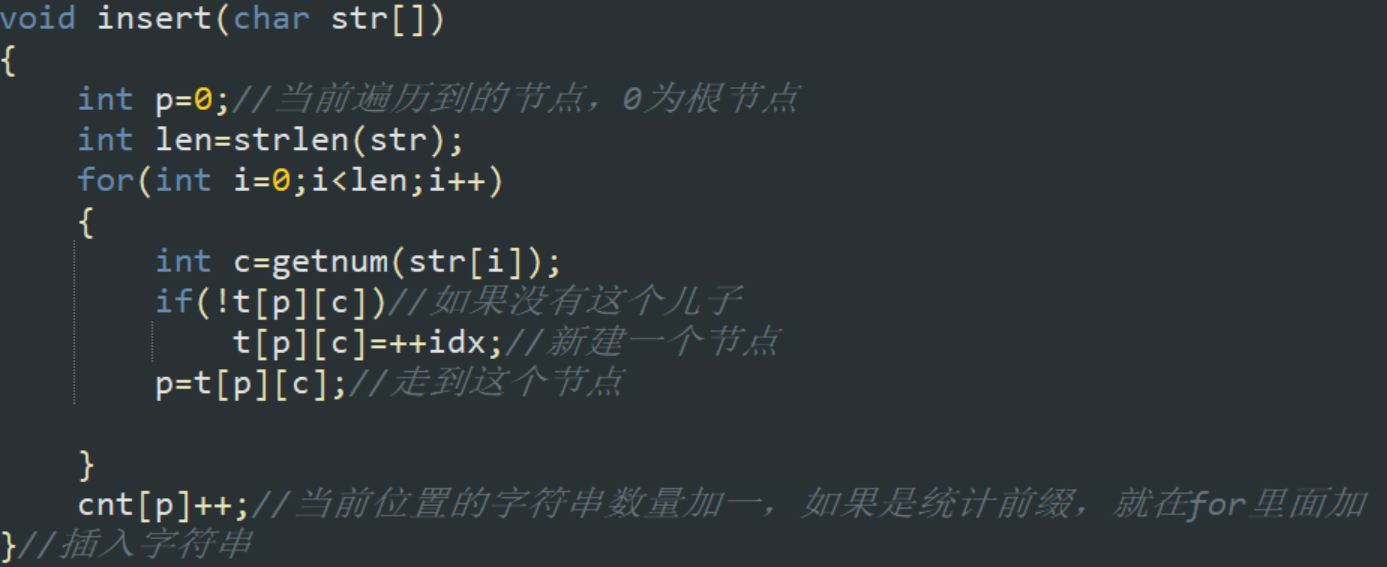 void insert(char str[])
{
    int p=0;//当前遍历到的节点，0为根节点
    int len=strlen(str);
    for(int i=0;i<len;i++)
    {
        int c=getnum(str[i]);
        if(!t[p][c])//如果没有这个儿子
            t[p][c]=++idx;//新建一个节点
        p=t[p][c];//走到这个节点
    }
    cnt[p]++;//当前位置的字符串数量加一，如果是统计前缀，就在for里面加
}//插入字符串